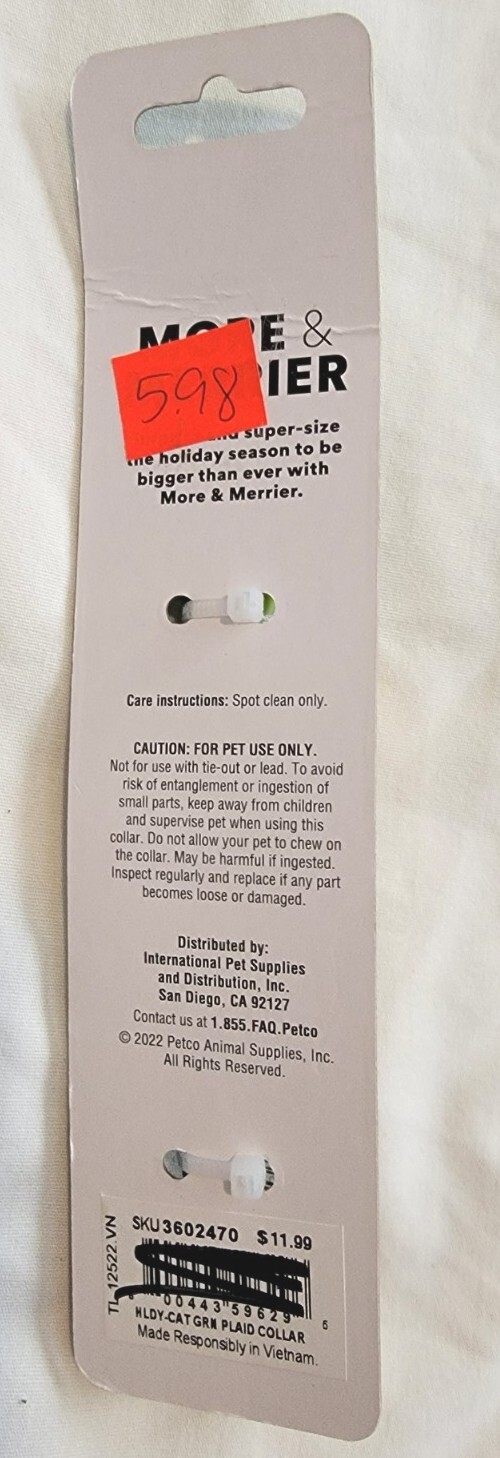 MORE &
5.98
IER
super-size
the holiday season to be
bigger than ever with
More & Merrier.
Care instructions: Spot clean only.
CAUTION: FOR PET USE ONLY.
Not for use with tie-out or lead. To avoid
risk of entanglement or ingestion of
small parts, keep away from children
and supervise pet when using this
collar. Do not allow your pet to chew on
the collar. May be harmful if ingested.
Inspect regularly and replace if any part
becomes loose or damaged.
Distributed by:
International Pet Supplies
and Distribution, Inc.
San Diego, CA 92127
Contact us at 1.855.FAQ.Petco
© 2022 Petco Animal Supplies, Inc.
All Rights Reserved.
SKU 3602470 $11.99
TL 12522.VN
00443 59629 5
HLDY-CAT GRN PLAID COLLAR
Made Responsibly in Vietnam.